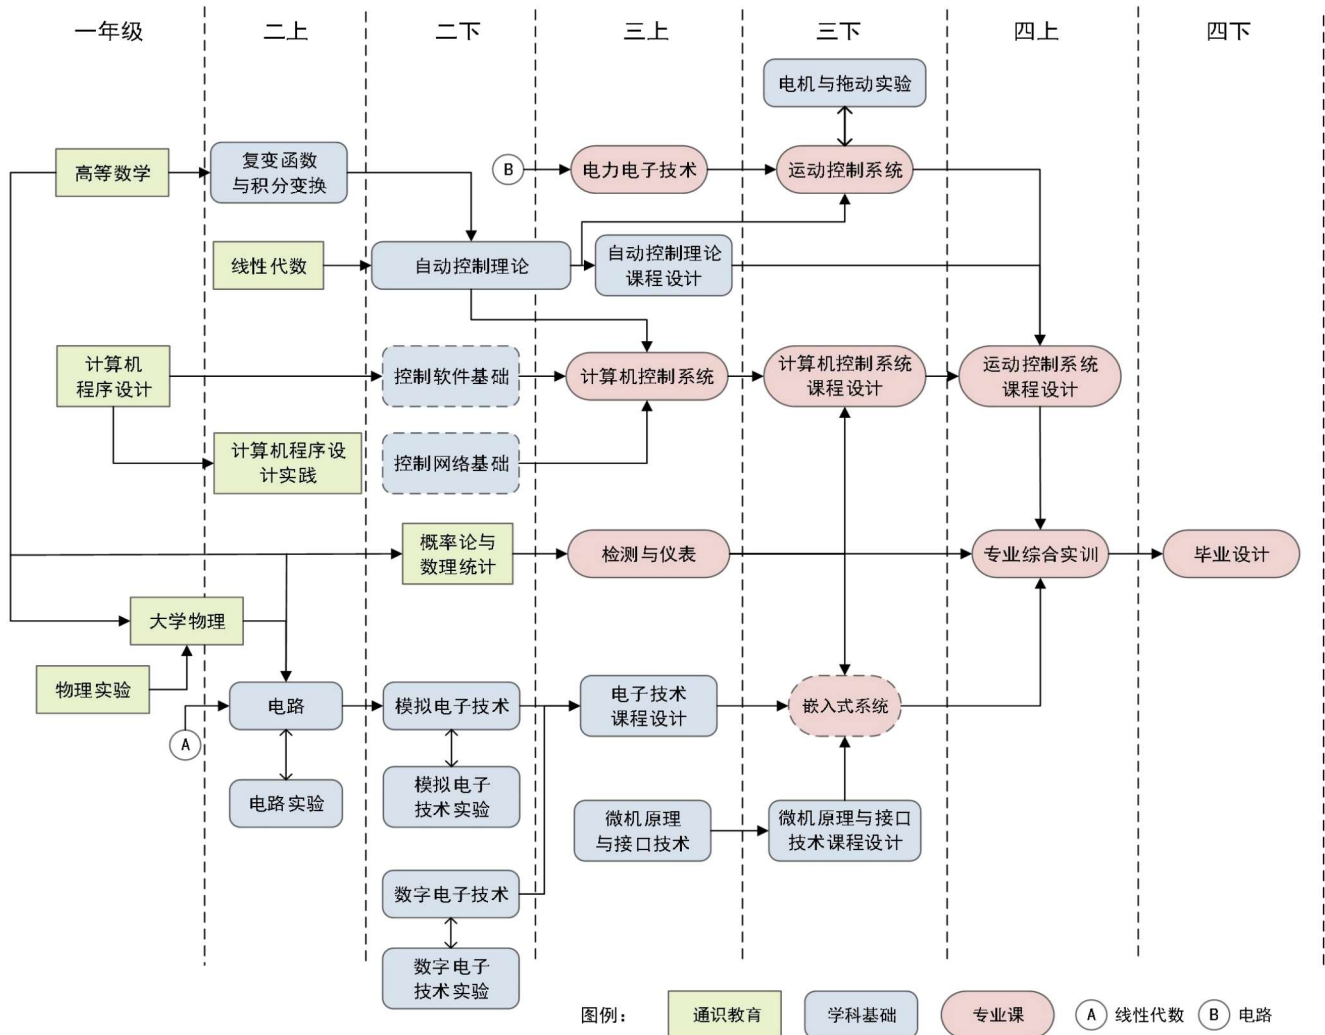 一年级
二上
二下
三上
三下
四上
四下
电机与拖动实验
高等数学
复变函数
与积分变换
B
电力电子技术
运动控制系统
线性代数
自动控制理论
自动控制理论
课程设计
计算机
程序设计
控制软件基础
计算机控制系统
计算机控制系统
课程设计
运动控制系统
课程设计
计算机程序设
计实践
控制网络基础
概率论与
数理统计
检测与仪表
专业综合实训
毕业设计
大学物理
物理实验
A
电路
模拟电子技术
电子技术
课程设计
嵌入式系统
电路实验
模拟电子
技术实验
微机原理
与接口技术
微机原理与接口
技术课程设计
数字电子技术
数字电子
技术实验
图例：
通识教育
学科基础
专业课
A 线性代数
B 电路